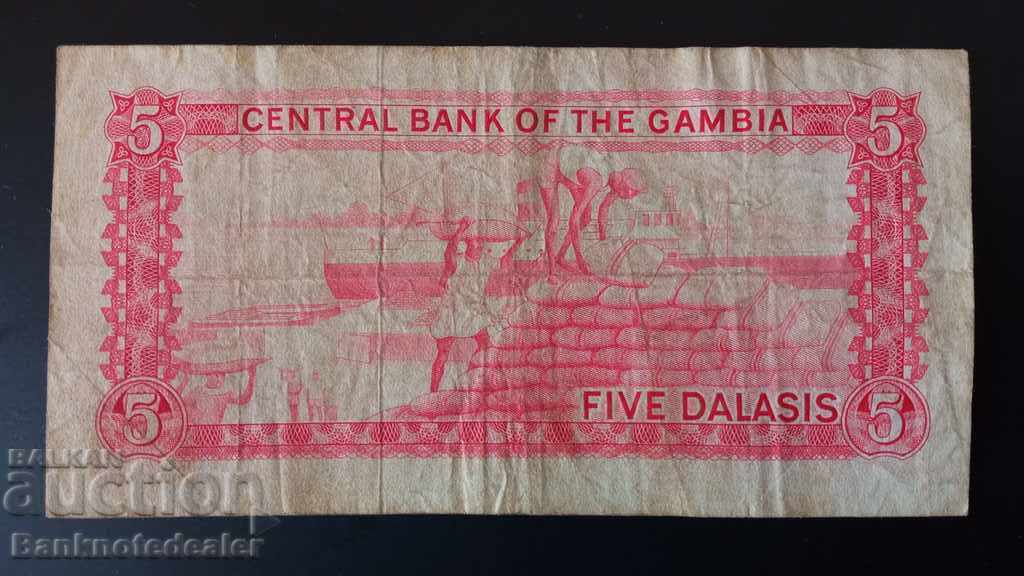 5 CENTRAL BANK OF THE GAMBIA 5
5 FIVE DALASIS 5
BALKAN
auction
Banknotedealer